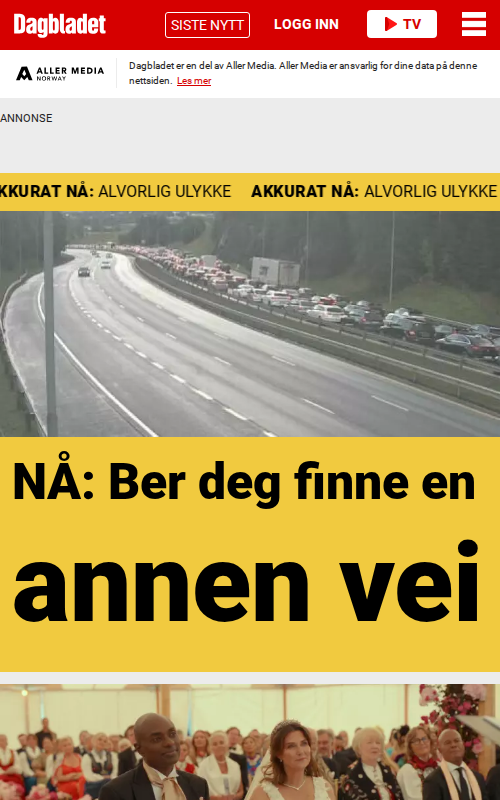 Dagbladet
SISTE NYTT
LOGG INN
TV
ALLER MEDIA
NORWAY
Dagbladet er en del av Aller Media. Aller Media er ansvarlig for dine data på denne
nettsiden. Les mer
ANNONSE
KKURAT NÅ: ALVORLIG ULYKKE AKKURAT NÅ: ALVORLIG ULYKKE
NÅ: Ber deg finne en
annen vei